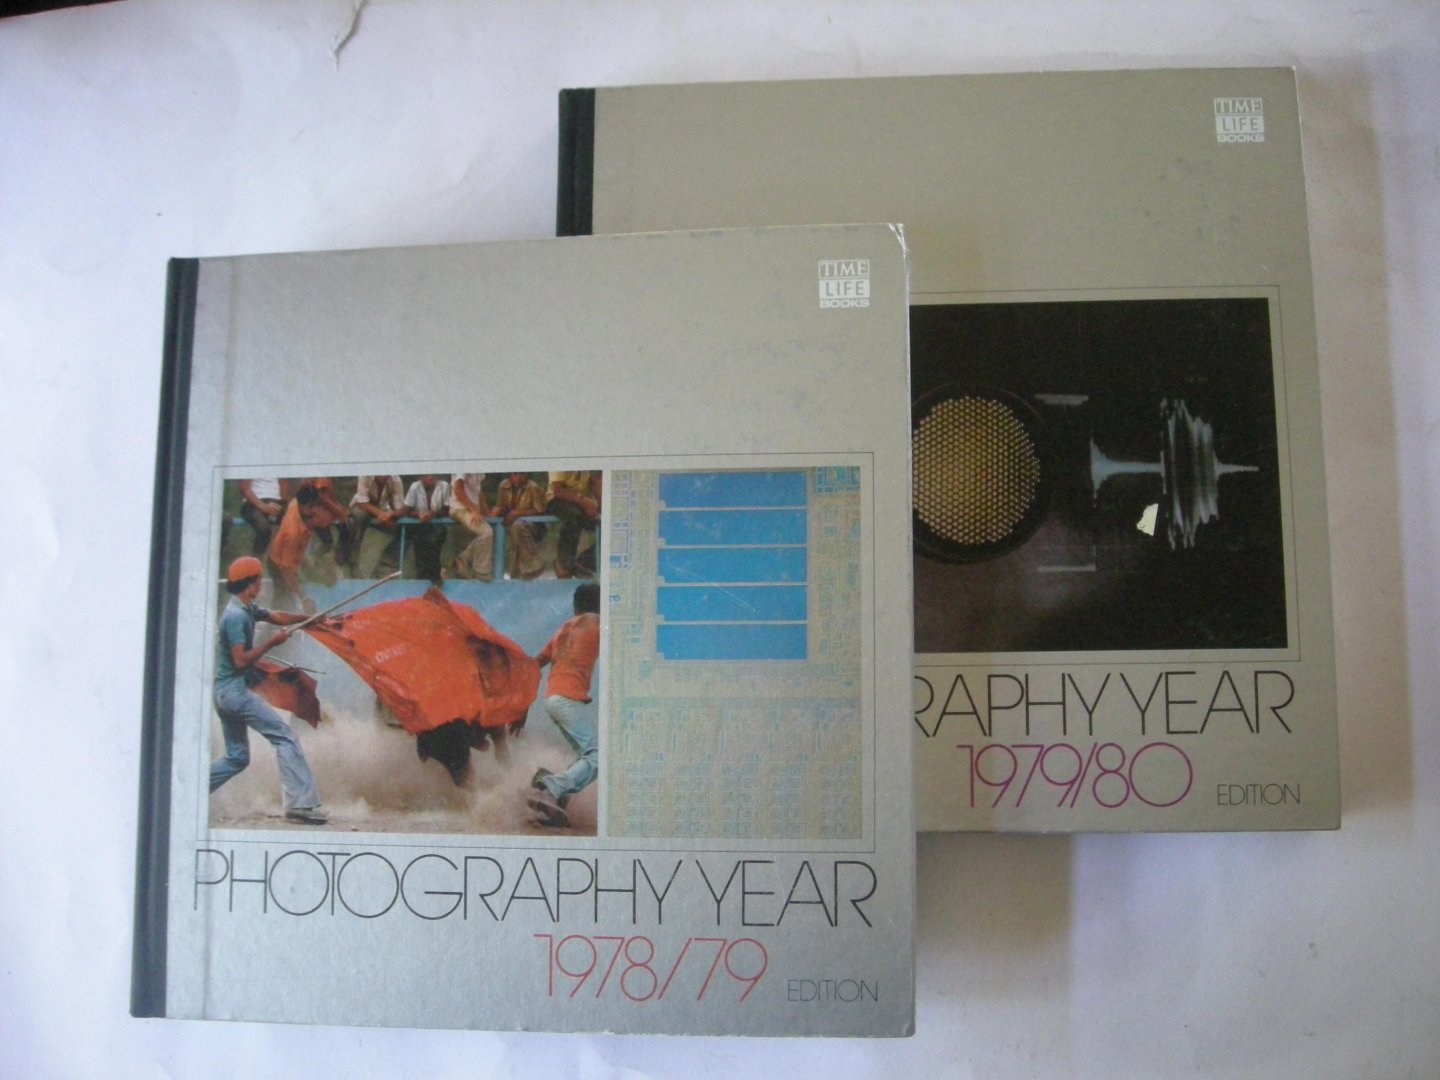 TIME
LIFE
BOOKS
RAPHY YEAR
1979/80 EDITION
TIME
LIFE
BOOKS
PHOTOGRAPHY YEAR
1978/79 EDITION